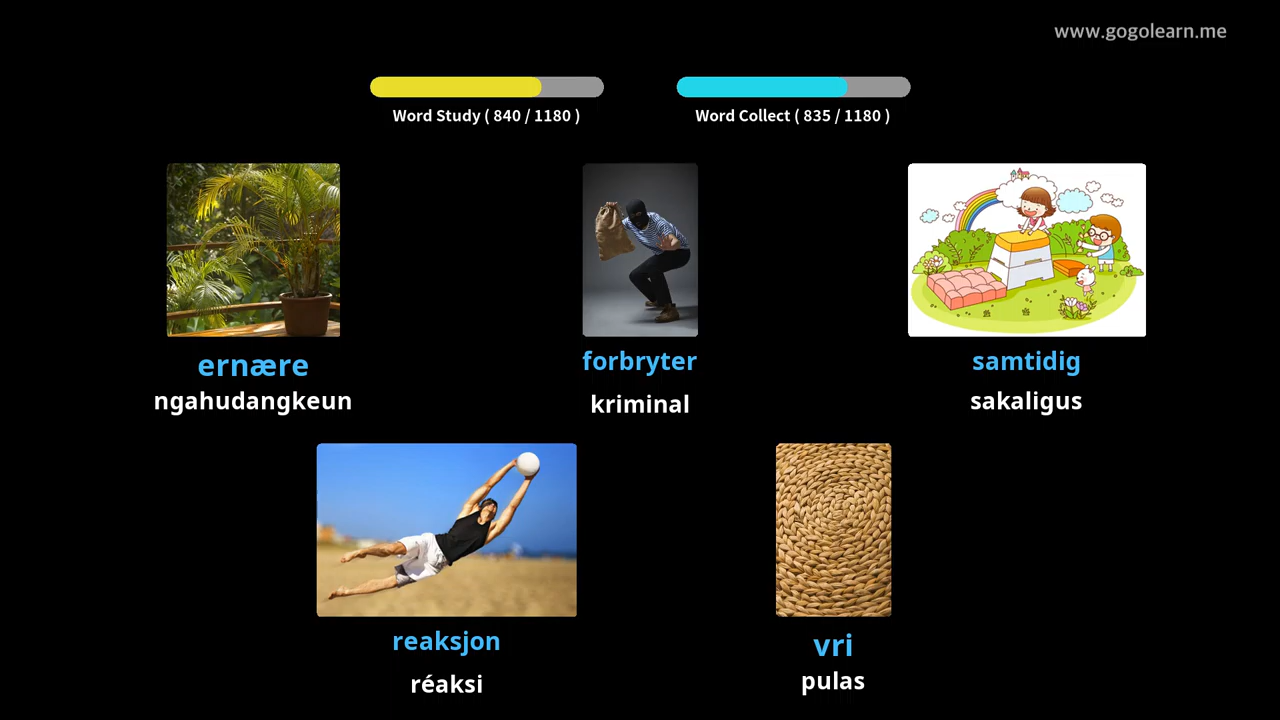 www.gogolearn.me
Word Study ( 840 / 1180 )
Word Collect ( 835 / 1180 )
ernære
ngahudangkeun
forbryter
kriminal
samtidig
sakaligus
reaksjon
réaksi
vri
pulas